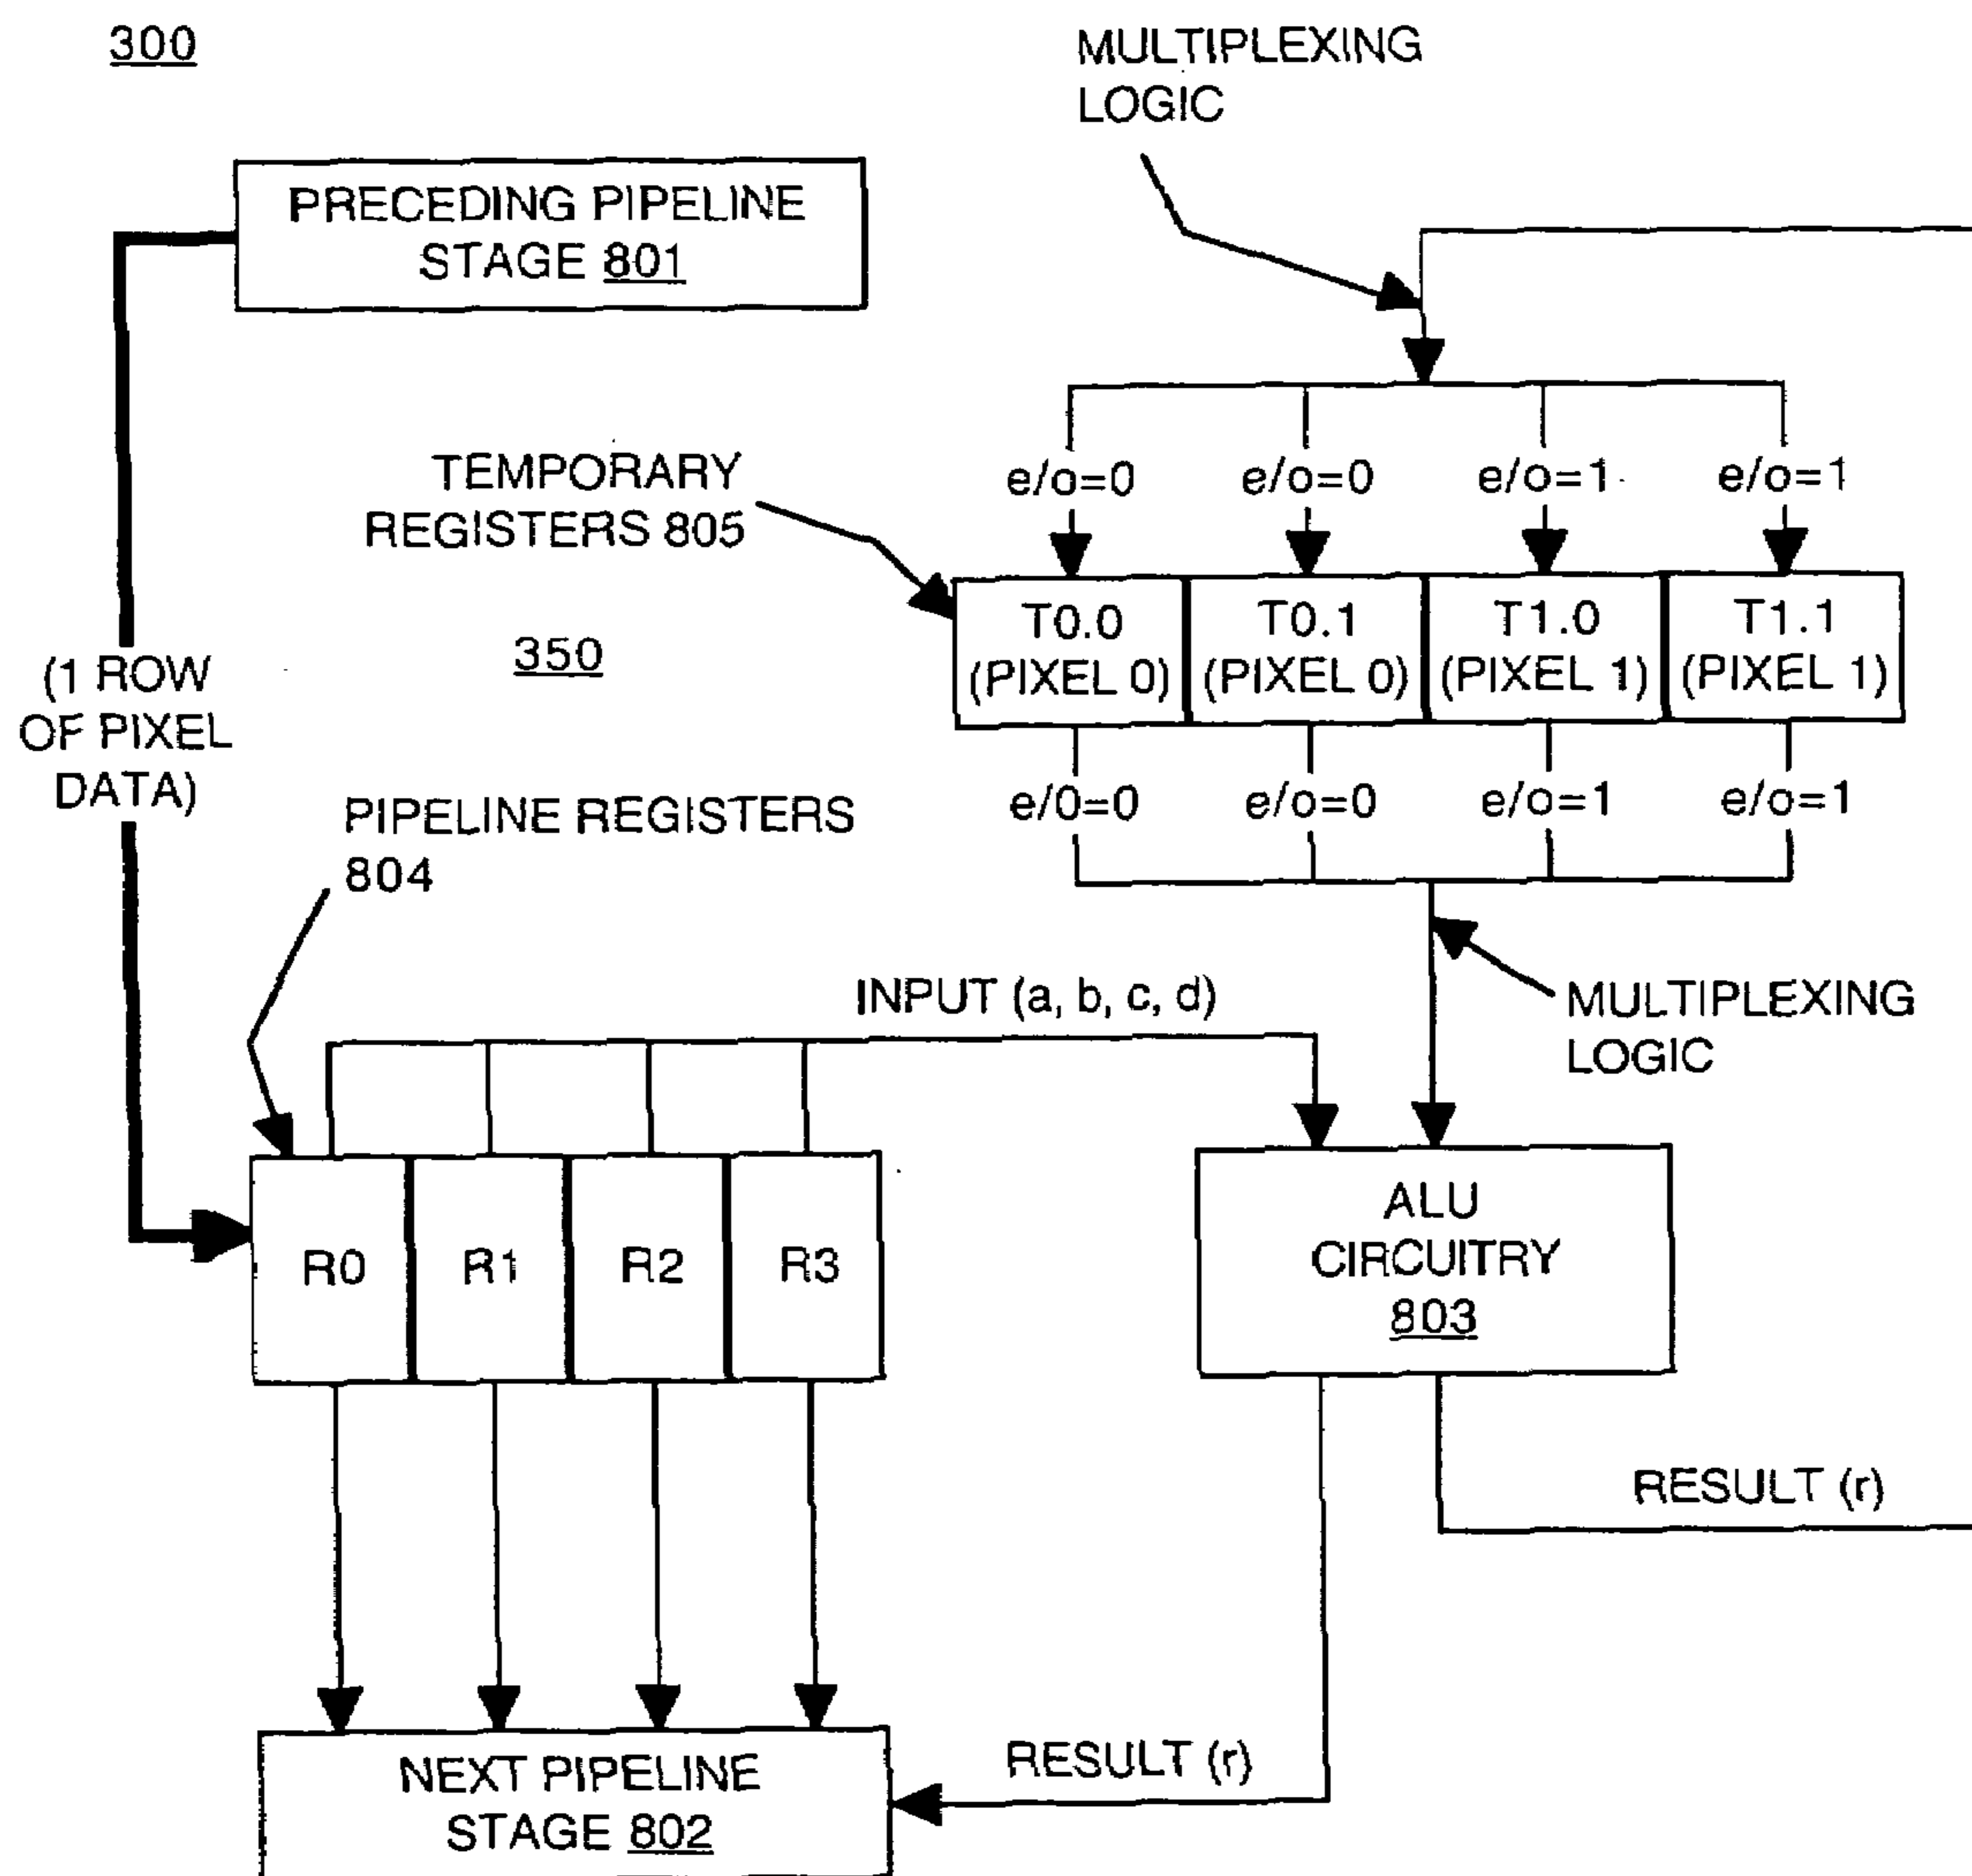 300
MULTIPLEXING
LOGIC
PRECEDING PIPELINE
STAGE 801
TEMPORARY
REGISTERS 805
e/o=0
e/o=0
e/o=1
e/o=1
T0.0
(PIXEL 0)
T0.1
(PIXEL 0)
T1.0
(PIXEL 1)
T1.1
(PIXEL 1)
350
(1 ROW
OF PIXEL
DATA)
e/0=0
e/o=0
e/o=1
e/o=1
PIPELINE REGISTERS
804
INPUT (a, b, c, d)
MULTIPLEXING
LOGIC
R0
R1
R2
R3
ALU
CIRCUITRY
803
RESULT (r)
RESULT (r)
NEXT PIPELINE
STAGE 802